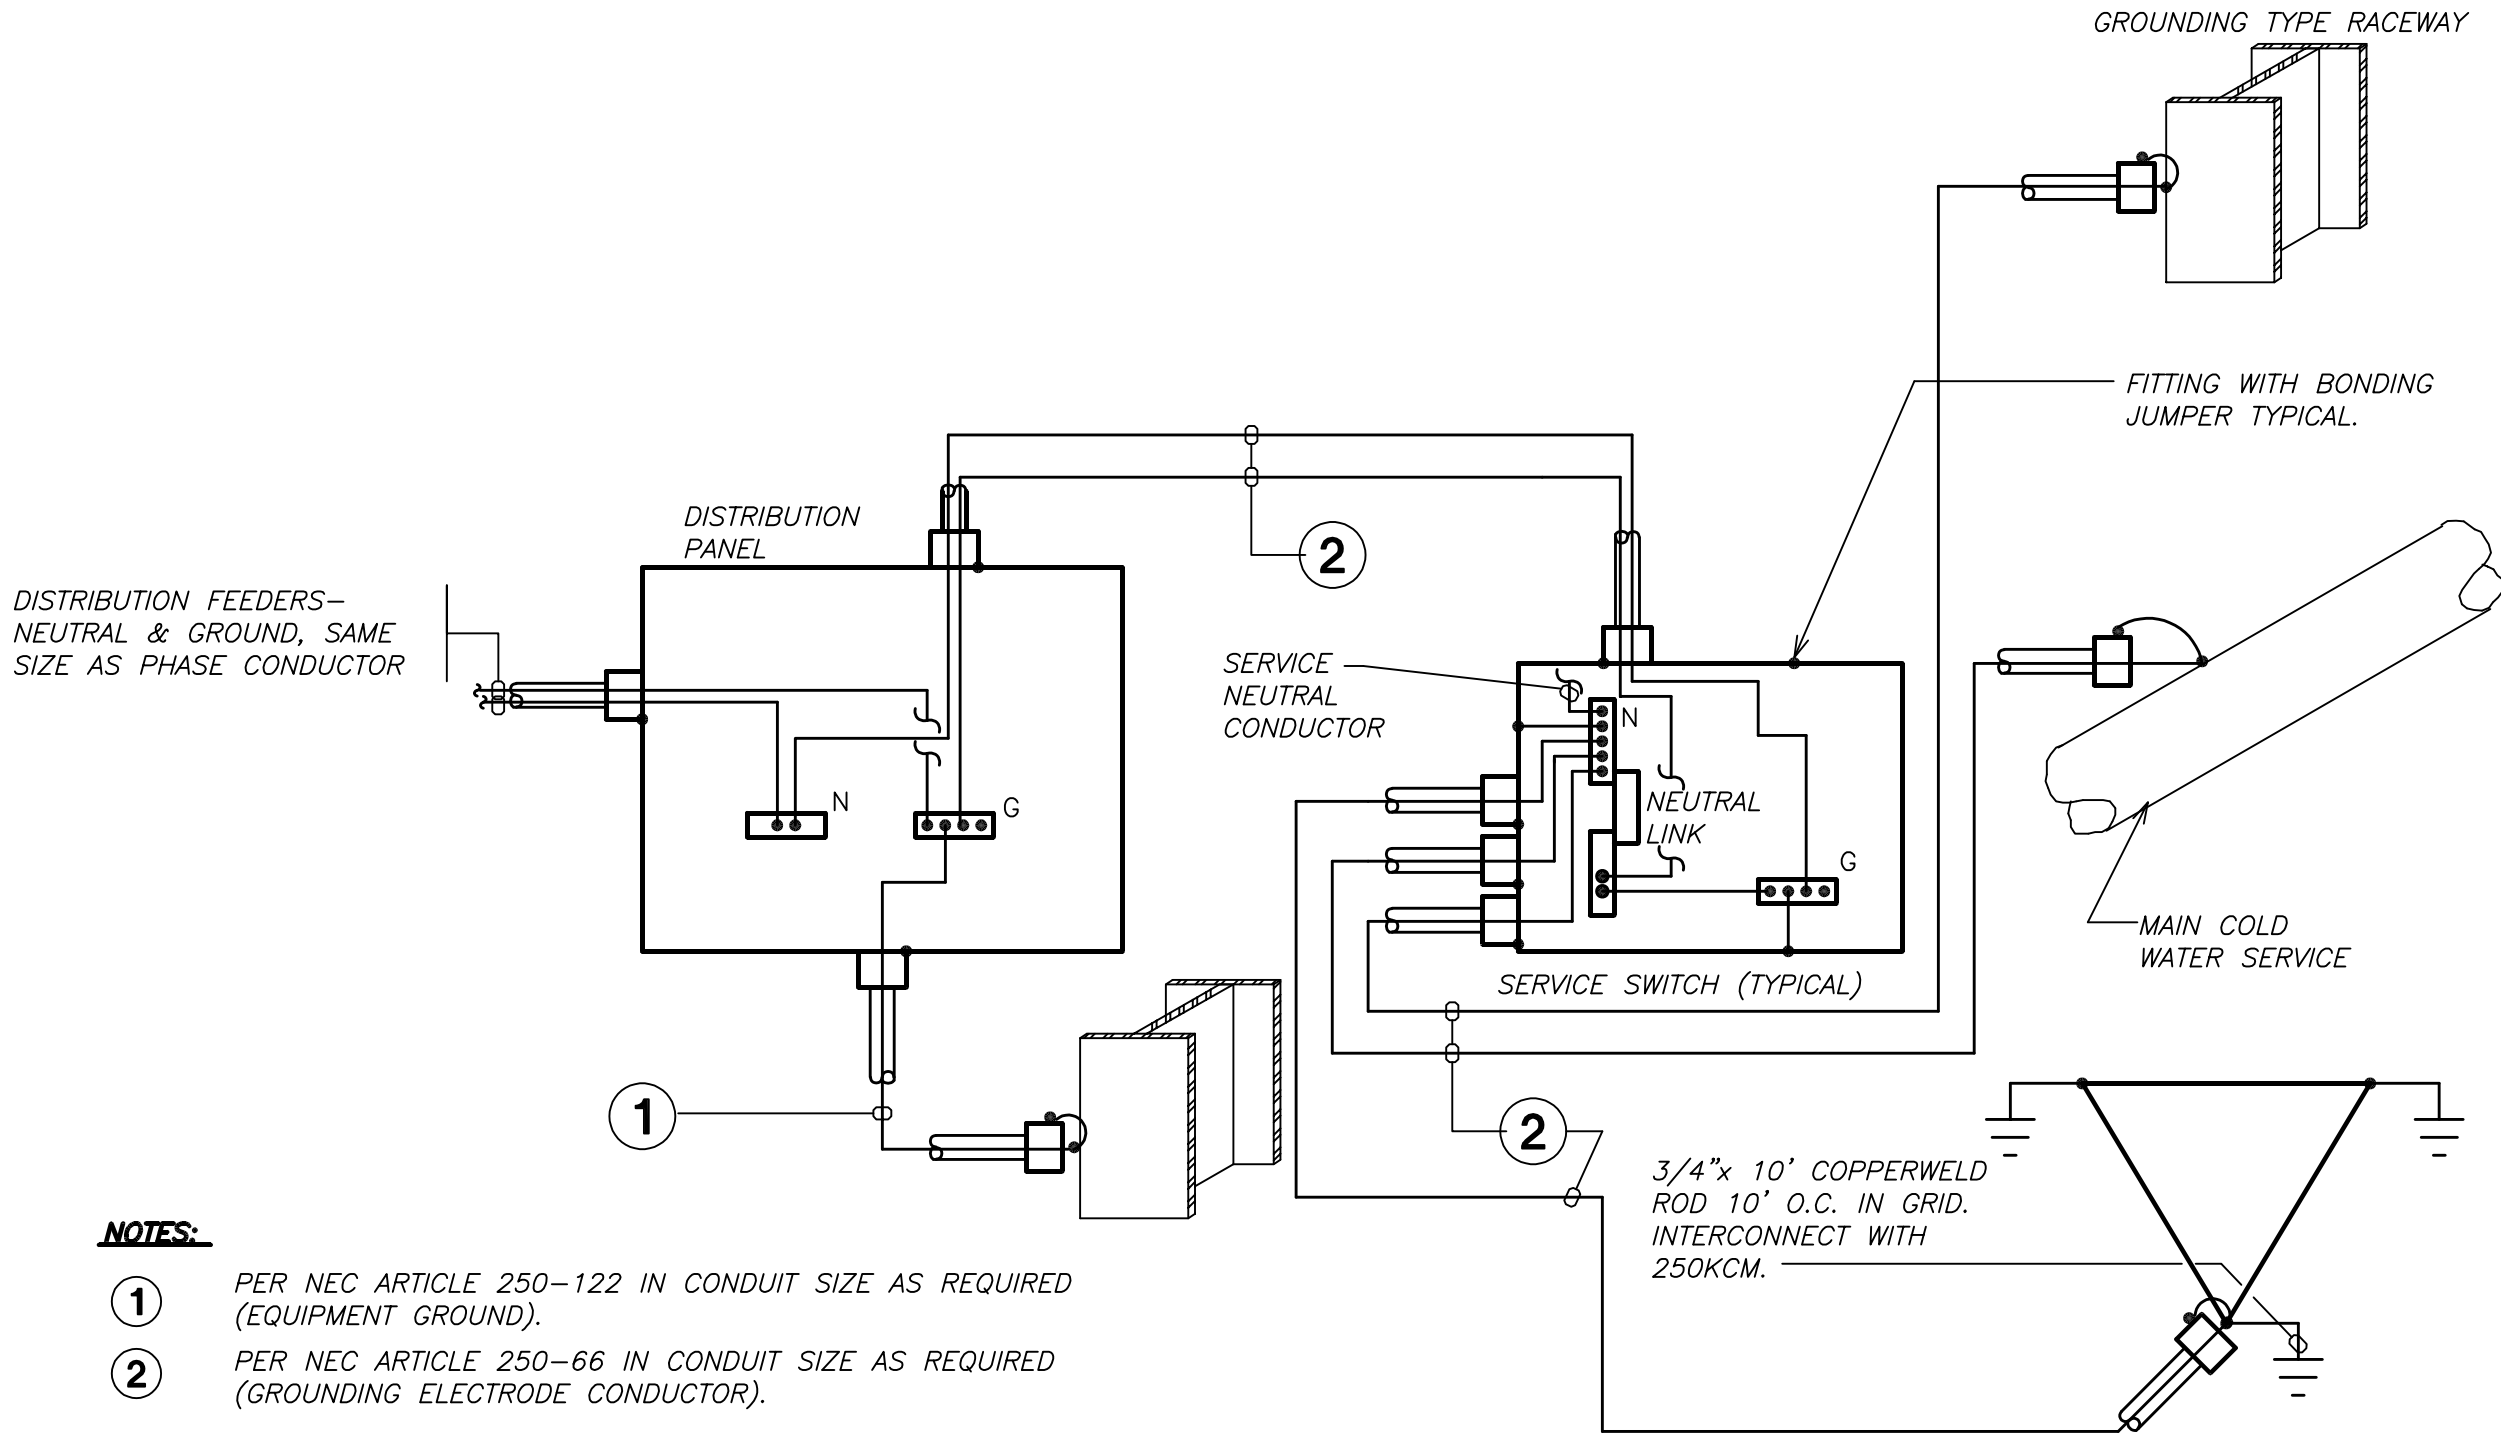 GROUNDING TYPE RACEWAY
FITTING WITH BONDING
JUMPER TYPICAL.
DISTRIBUTION
PANEL
2
DISTRIBUTION FEEDERS-
NEUTRAL & GROUND, SAME
SIZE AS PHASE CONDUCTOR
SERVICE
NEUTRAL
CONDUCTOR
N
N
G
NEUTRAL
LINK
G
MAIN COLD
WATER SERVICE
SERVICE SWITCH (TYPICAL)
1
2
3/4"x 10' COPPERWELD
ROD 10' O.C. IN GRID.
INTERCONNECT WITH
250KCM.
NOTES:
1 PER NEC ARTICLE 250-122 IN CONDUIT SIZE AS REQUIRED
(EQUIPMENT GROUND).
2 PER NEC ARTICLE 250-66 IN CONDUIT SIZE AS REQUIRED
(GROUNDING ELECTRODE CONDUCTOR).